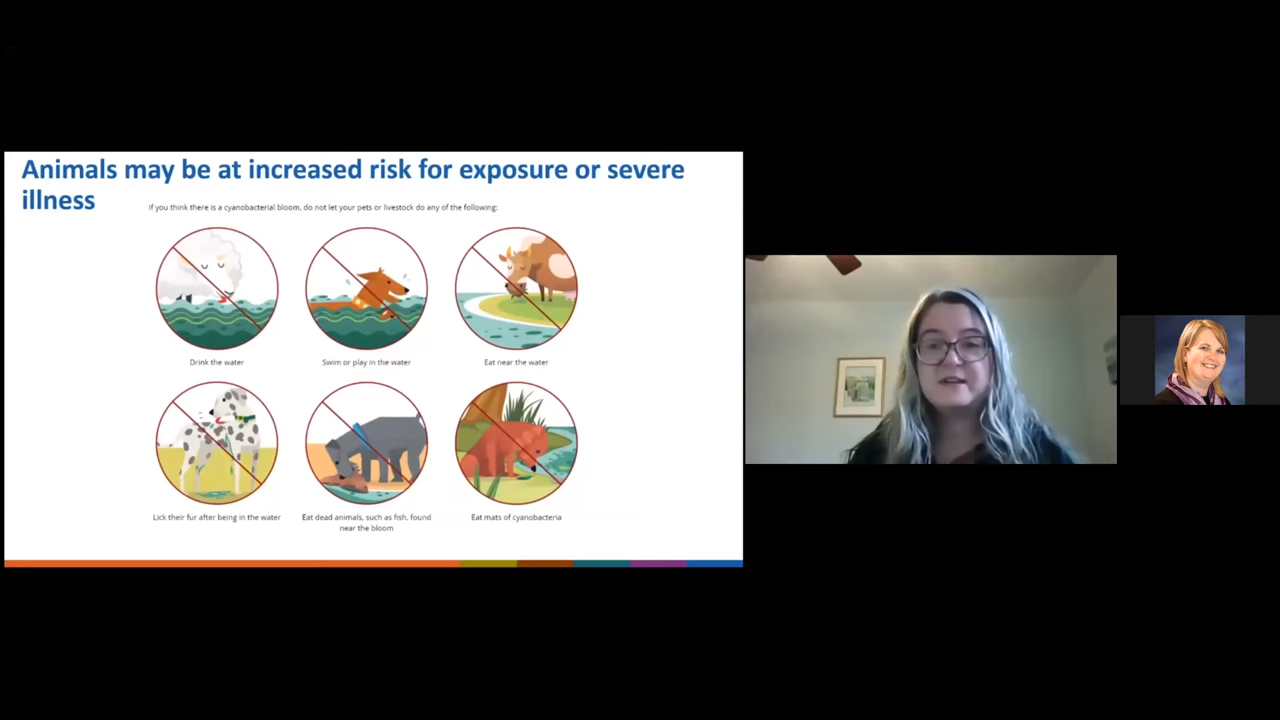 Animals may be at increased risk for exposure or severe
illness
If you think there is a cyanobacterial bloom, do not let your pets or livestock do any of the following:
Drink the water
Swim or play in the water
Eat near the water
Lick their fur after being in the water
Eat dead animals, such as fish, found
near the bloom
Eat mats of cyanobacteria